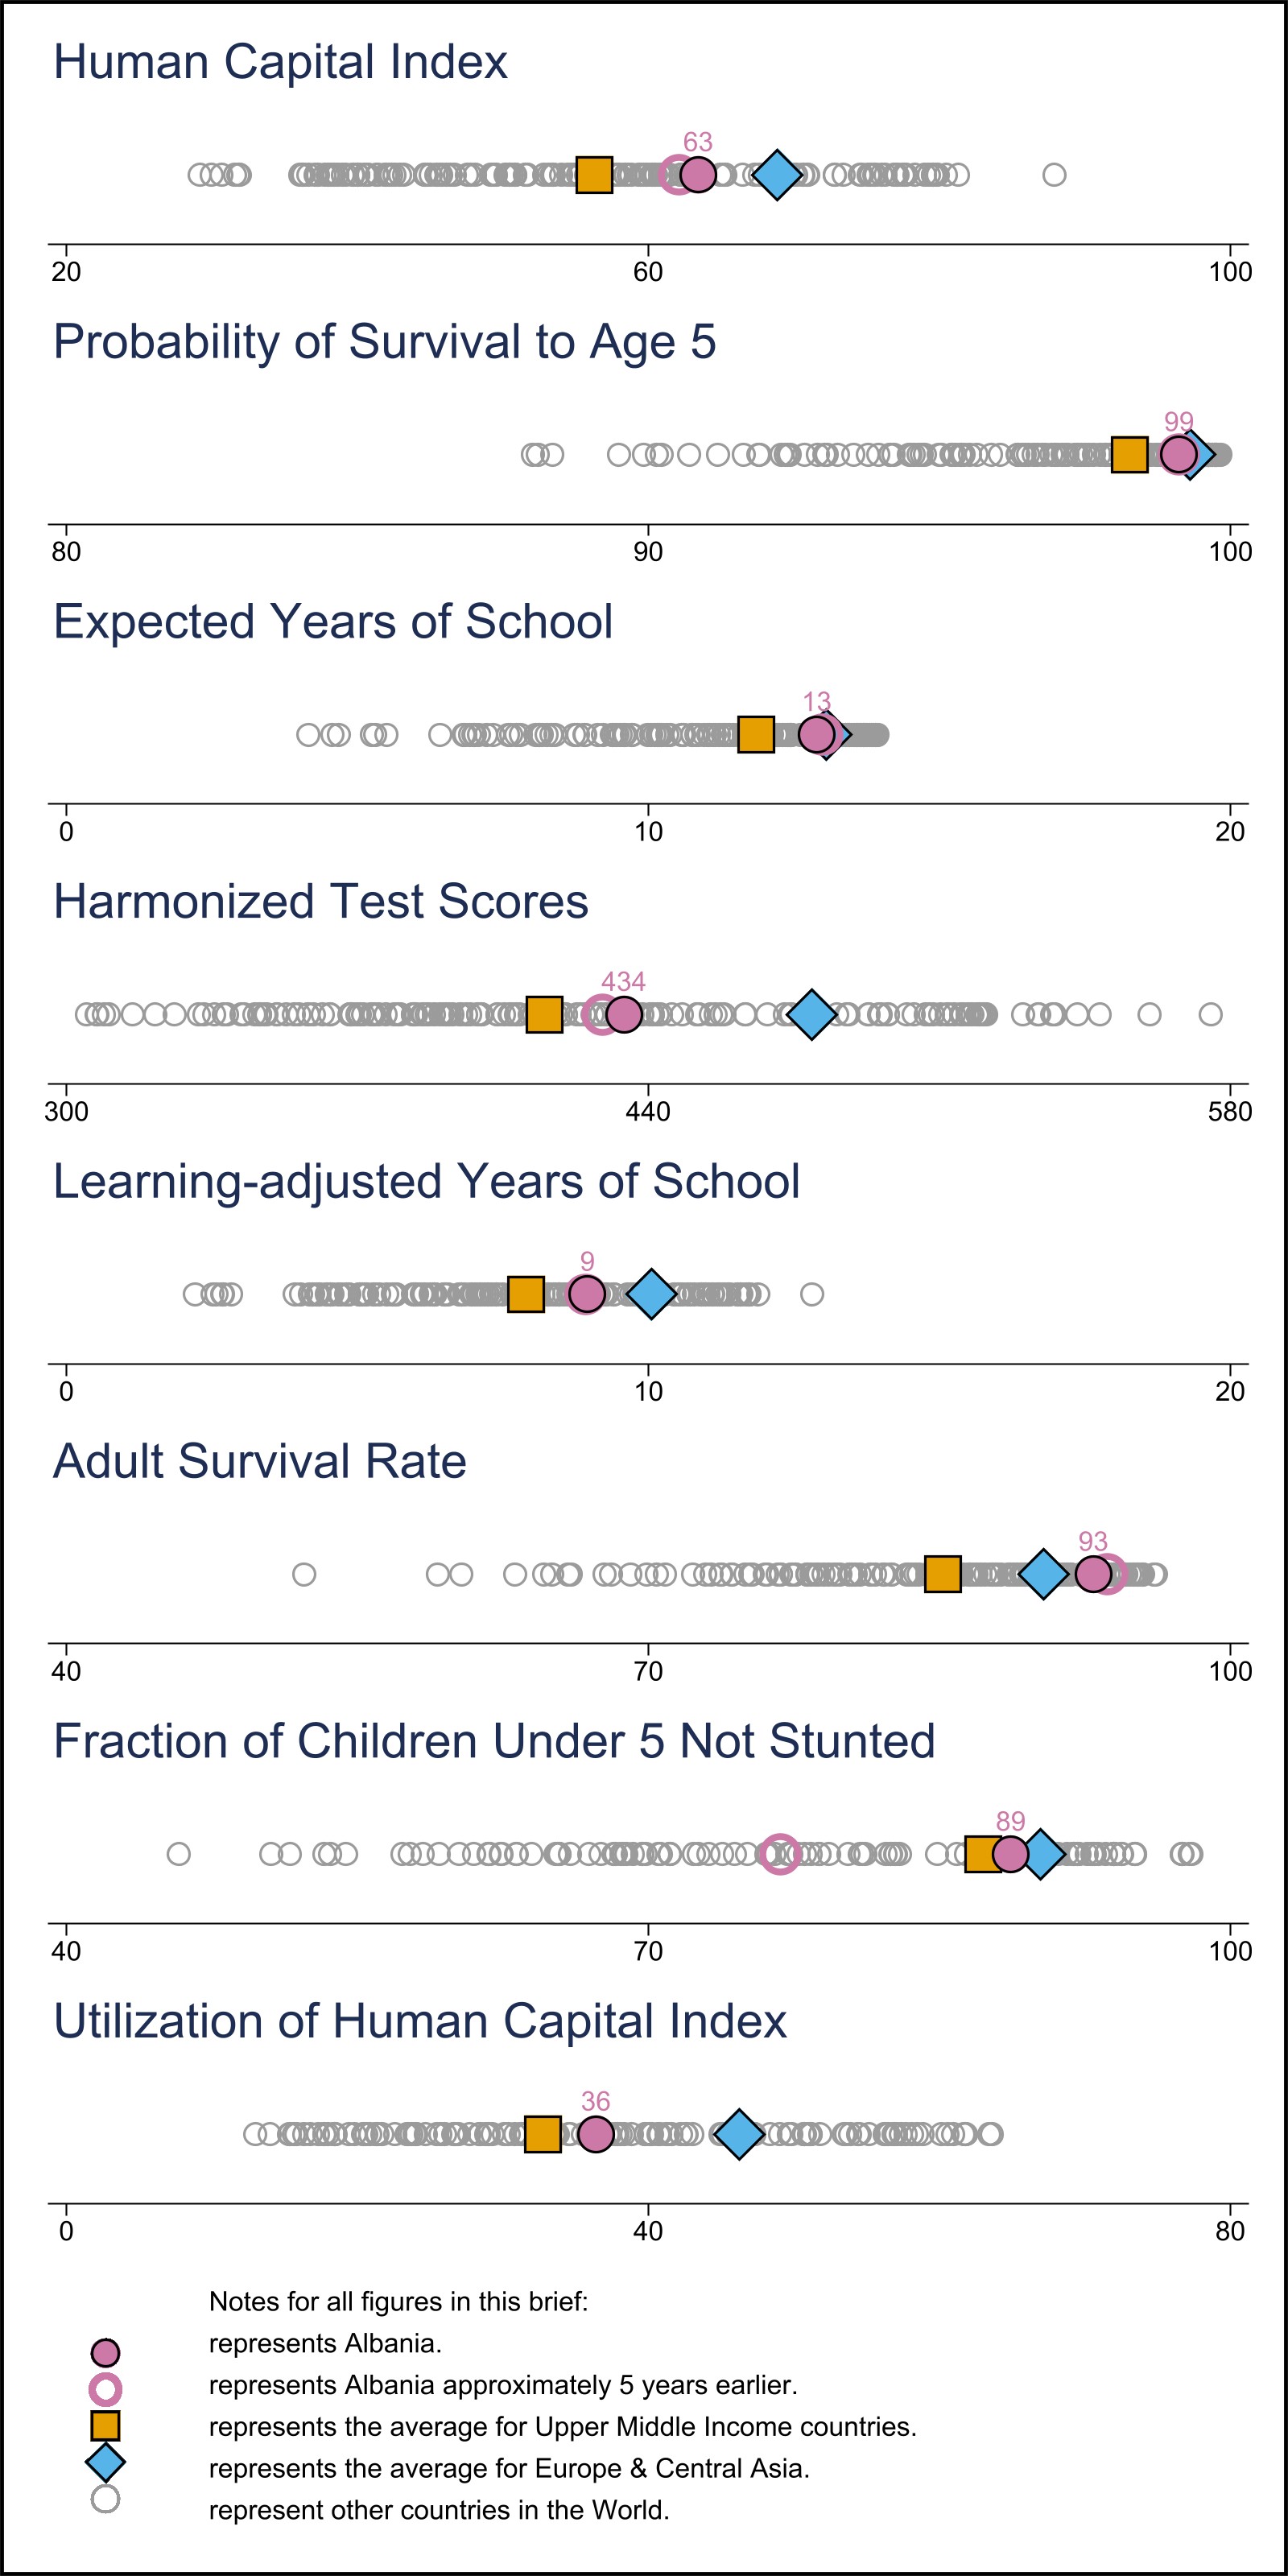 Human Capital Index
63
20 60 100
Probability of Survival to Age 5
99
80 90 100
Expected Years of School
13
0 10 20
Harmonized Test Scores
434
300 440 580
Learning-adjusted Years of School
9
0 10 20
Adult Survival Rate
93
40 70 100
Fraction of Children Under 5 Not Stunted
89
40 70 100
Utilization of Human Capital Index
36
0 40 80
Notes for all figures in this brief:
represents Albania.
represents Albania approximately 5 years earlier.
represents the average for Upper Middle Income countries.
represents the average for Europe & Central Asia.
represent other countries in the World.